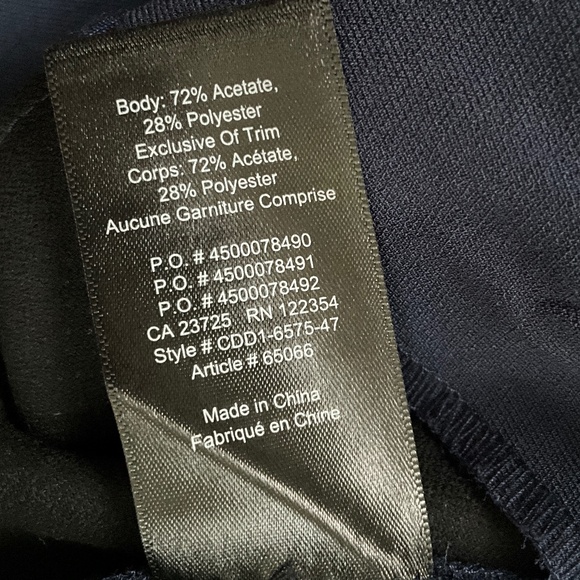 Body: 72% Acetate,
28% Polyester
Exclusive Of Trim
Corps: 72% Acétate,
28% Polyester
Aucune Garniture Comprise
P.O. # 4500078490
P.O. # 4500078491
P.O. # 4500078492
CA 23725 RN 122354
Style # CDD1-6575-47
Article # 65066
Made in China
Fabriqué en Chine